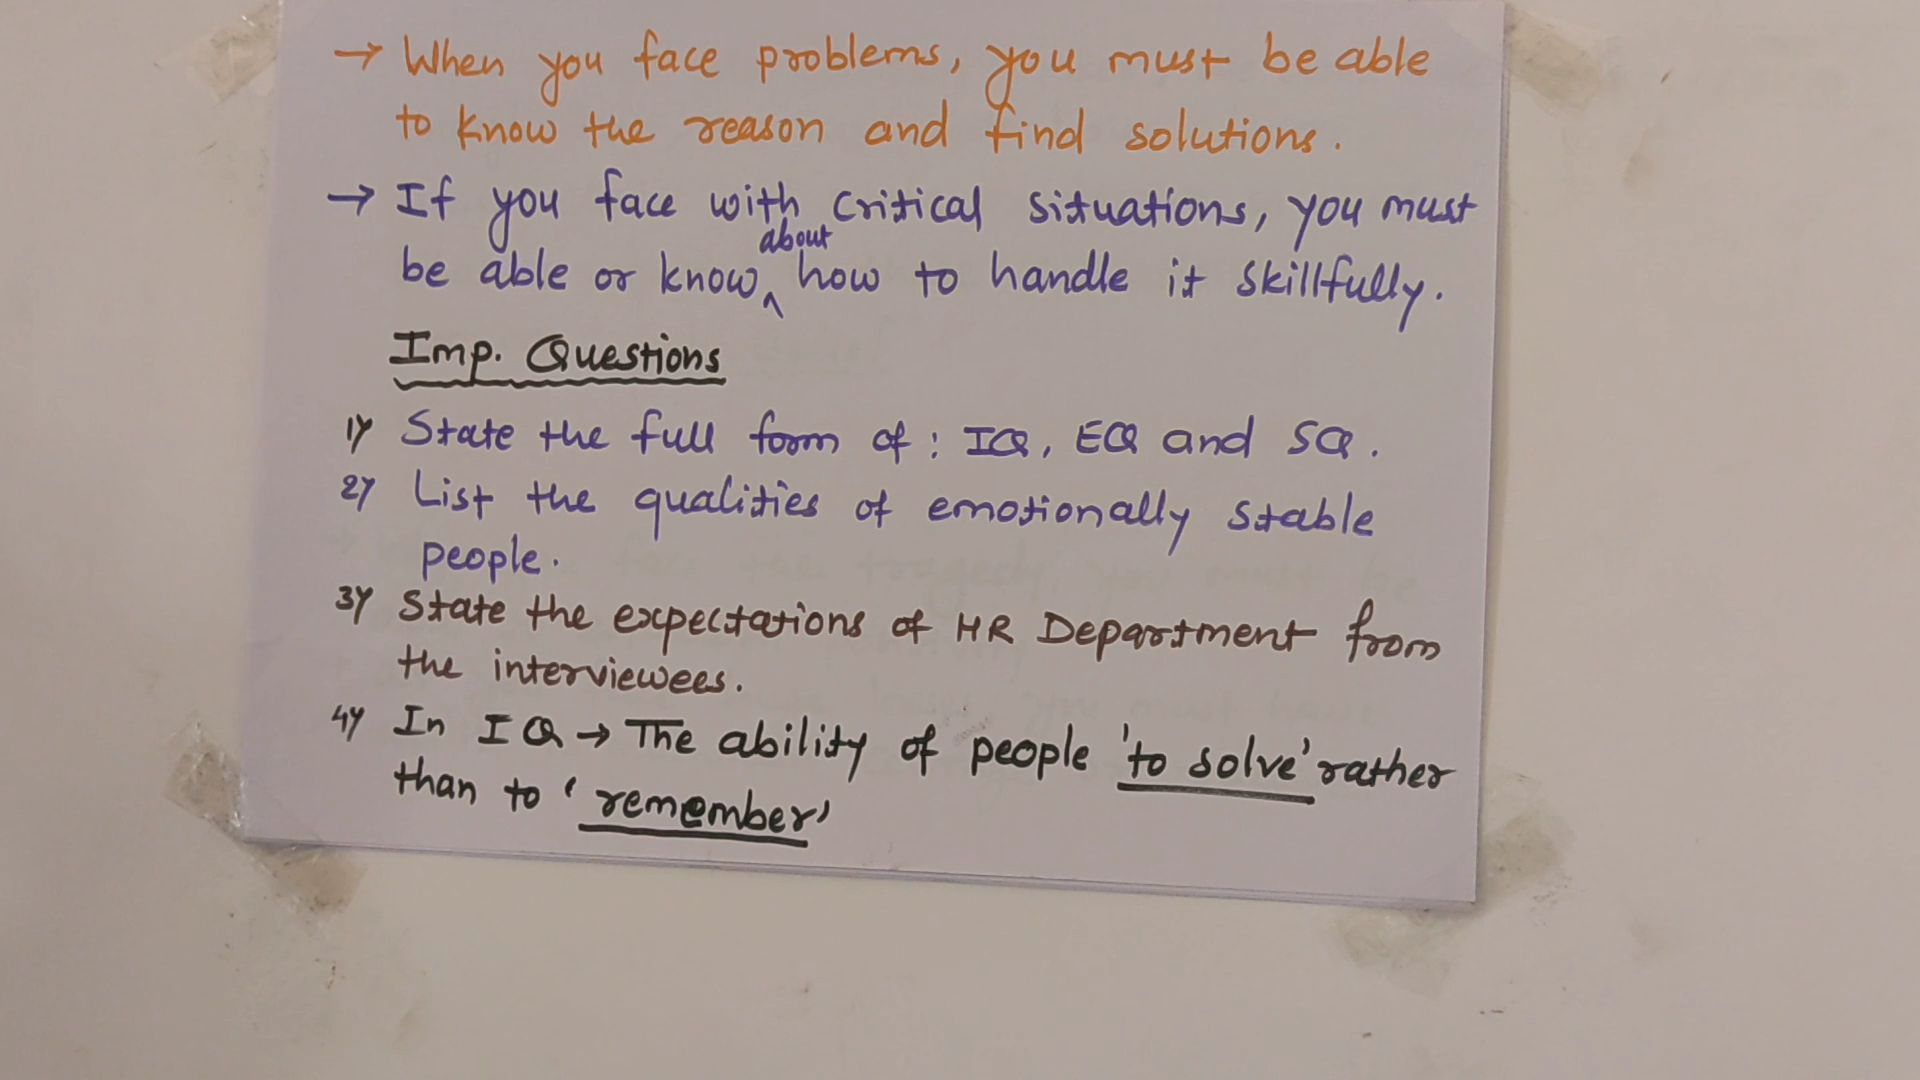 → When you face problems, you must be able
to know the reason and find solutions.
→ If you face with critical situations, you must
about
be able or know ^ how to handle it skillfully.
Imp. Questions
1) State the full form of : IQ, EQ and SQ.
2) List the qualities of emotionally stable
people.
3) State the expectations of HR Department from
the interviewees.
4) In IQ → The ability of people 'to solve' rather
than to 'remember'